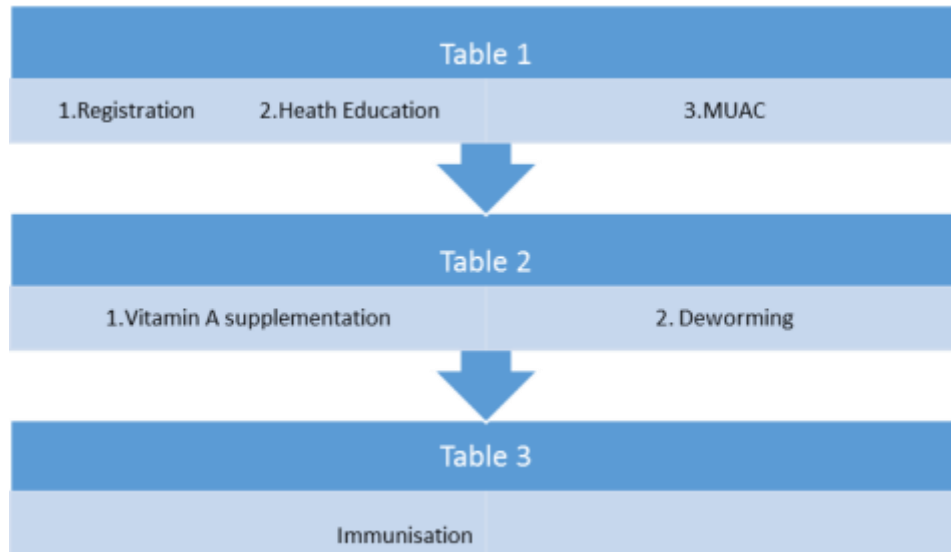 Table 1
1.Registration 2.Heath Education 3.MUAC
Table 2
1.Vitamin A supplementation 2. Deworming
Table 3
Immunisation